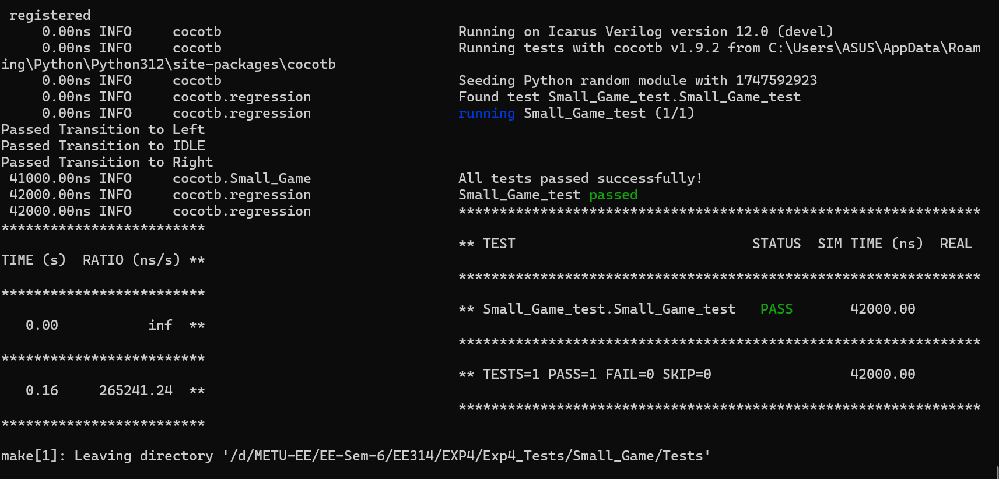 registered
0.00ns INFO     cocotb                             Running on Icarus Verilog version 12.0 (devel)
0.00ns INFO     cocotb                             Running tests with cocotb v1.9.2 from C:\Users\ASUS\AppData\Roam
ing\Python\Python312\site-packages\cocotb
0.00ns INFO     cocotb                             Seeding Python random module with 1747592923
0.00ns INFO     cocotb.regression                  Found test Small_Game_test.Small_Game_test
0.00ns INFO     cocotb.regression                  running Small_Game_test (1/1)
Passed Transition to Left
Passed Transition to IDLE
Passed Transition to Right
41000.00ns INFO     cocotb.Small_Game                  All tests passed successfully!
42000.00ns INFO     cocotb.regression                  Small_Game_test passed
42000.00ns INFO     cocotb.regression                  ****************************************************************
*************************
** TEST                             STATUS  SIM TIME (ns)  REAL
TIME (s)  RATIO (ns/s) **
****************************************************************
*************************
** Small_Game_test.Small_Game_test   PASS       42000.00
0.00           inf  **
****************************************************************
*************************
** TESTS=1 PASS=1 FAIL=0 SKIP=0                 42000.00
0.16     265241.24  **
****************************************************************
*************************
make[1]: Leaving directory '/d/METU-EE/EE-Sem-6/EE314/EXP4/Exp4_Tests/Small_Game/Tests'